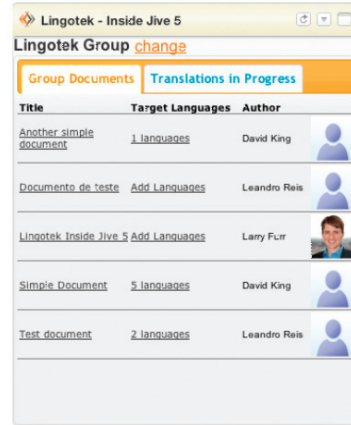 Lingotek - Inside Jive 5
Lingotek Group change
Group Documents Translations in Progress
Title Target Languages Author
Another simple
document 1 languages David King
Documento de teste Add Languages Leandro Reis
Lingotek Inside Jive 5 Add Languages Larry Furr
Simple Document 5 languages David King
Test document 2 languages Leandro Reis